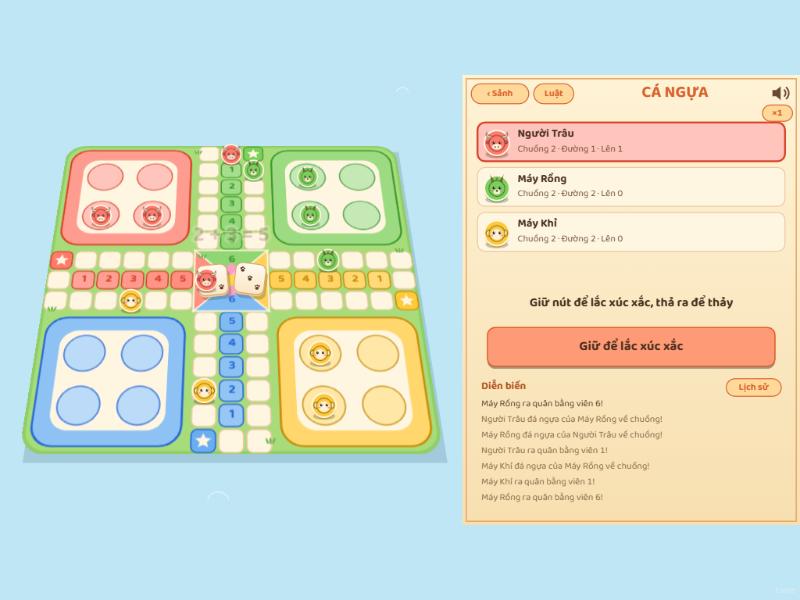 ‹ Sảnh
Luật
CÁ NGỰA
×1
Người Trâu
Chuồng 2 · Đường 1 · Lên 1
Máy Rồng
Chuồng 2 · Đường 2 · Lên 0
Máy Khỉ
Chuồng 2 · Đường 2 · Lên 0
Giữ nút để lắc xúc xắc, thả ra để thảy
Giữ để lắc xúc xắc
Diễn biến
Lịch sử
Máy Rồng ra quân bằng viên 6!
Người Trâu đá ngựa của Máy Rồng về chuồng!
Máy Rồng đá ngựa của Người Trâu về chuồng!
Người Trâu ra quân bằng viên 1!
Máy Khỉ đá ngựa của Máy Rồng về chuồng!
Máy Khỉ ra quân bằng viên 1!
Máy Rồng ra quân bằng viên 6!
1
2
3
4
2 + 3 = 5
6
1 2 3 4 5
5 4 3 2 1
6
5
4
3
2
1